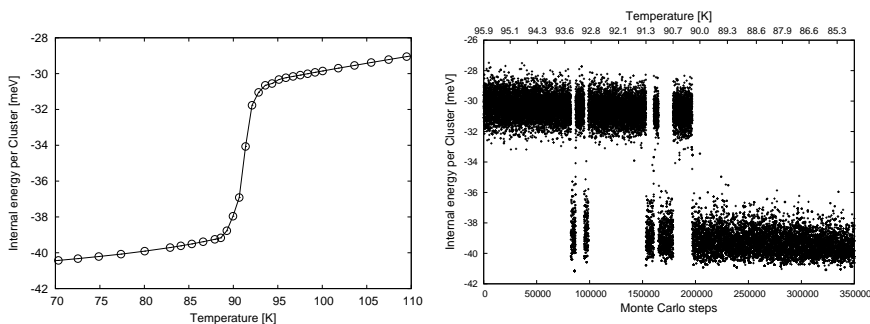 Temperature [K]
95.9 95.1 94.3 93.6 92.8 92.1 91.3 90.7 90.0 88.6 87.9 86.6 85.3
-28
-30
-32
-34
-36
-38
-40
-42
Internal energy per Cluster [meV]
70 75 80 85 90 95 100 105 110
Temperature [K]
-26
-28
-30
-32
-34
-36
-38
-40
-42
Internal energy per Cluster [meV]
0 50000 100000 150000 200000 250000 300000 350000
Monte Carlo steps